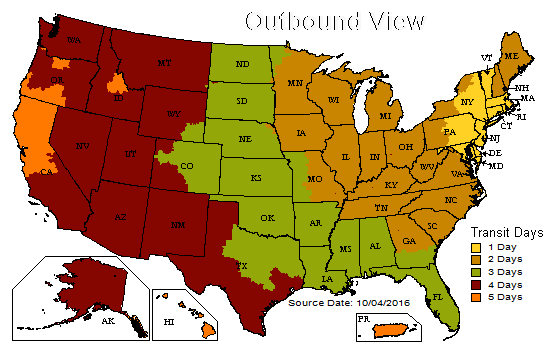 Outbound View
WA
MT
ND
MN
VT
ME
OR
ID
SD
WI
NY
NH
MA
WY
MI
RI
CT
NE
IA
PA
NJ
NV
UT
CO
IL
IN
OH
DE
MD
CA
KS
MO
WV
VA
KY
AZ
NM
OK
AR
TN
NC
SC
TX
MS
AL
GA
LA
FL
AK
HI
PR
Transit Days
1 Day
2 Days
3 Days
4 Days
5 Days
Source Date: 10/04/2016